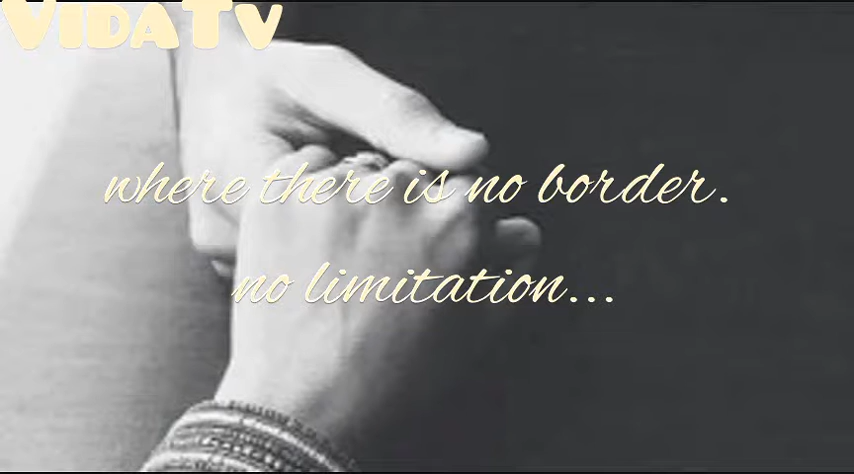 VidaTv
where there is no border.
no limitation...